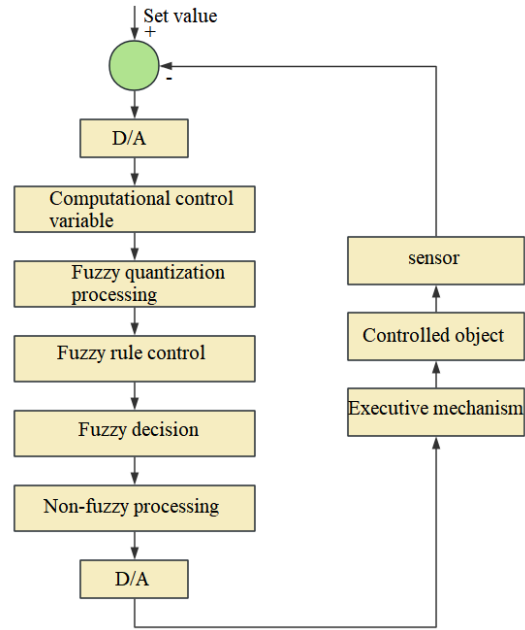 Set value
+
-
D/A
Computational control
variable
Fuzzy quantization
processing
Fuzzy rule control
Fuzzy decision
Non-fuzzy processing
D/A
sensor
Controlled object
Executive mechanism